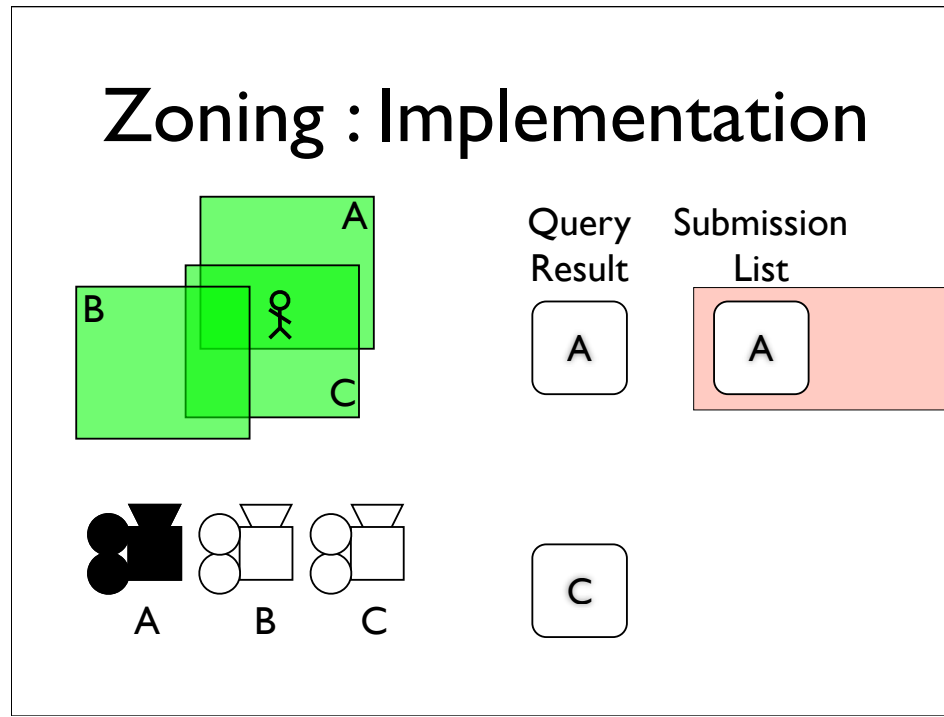 Zoning : Implementation
A
B
C
Query
Result
Submission
List
A
A
C
A
B
C